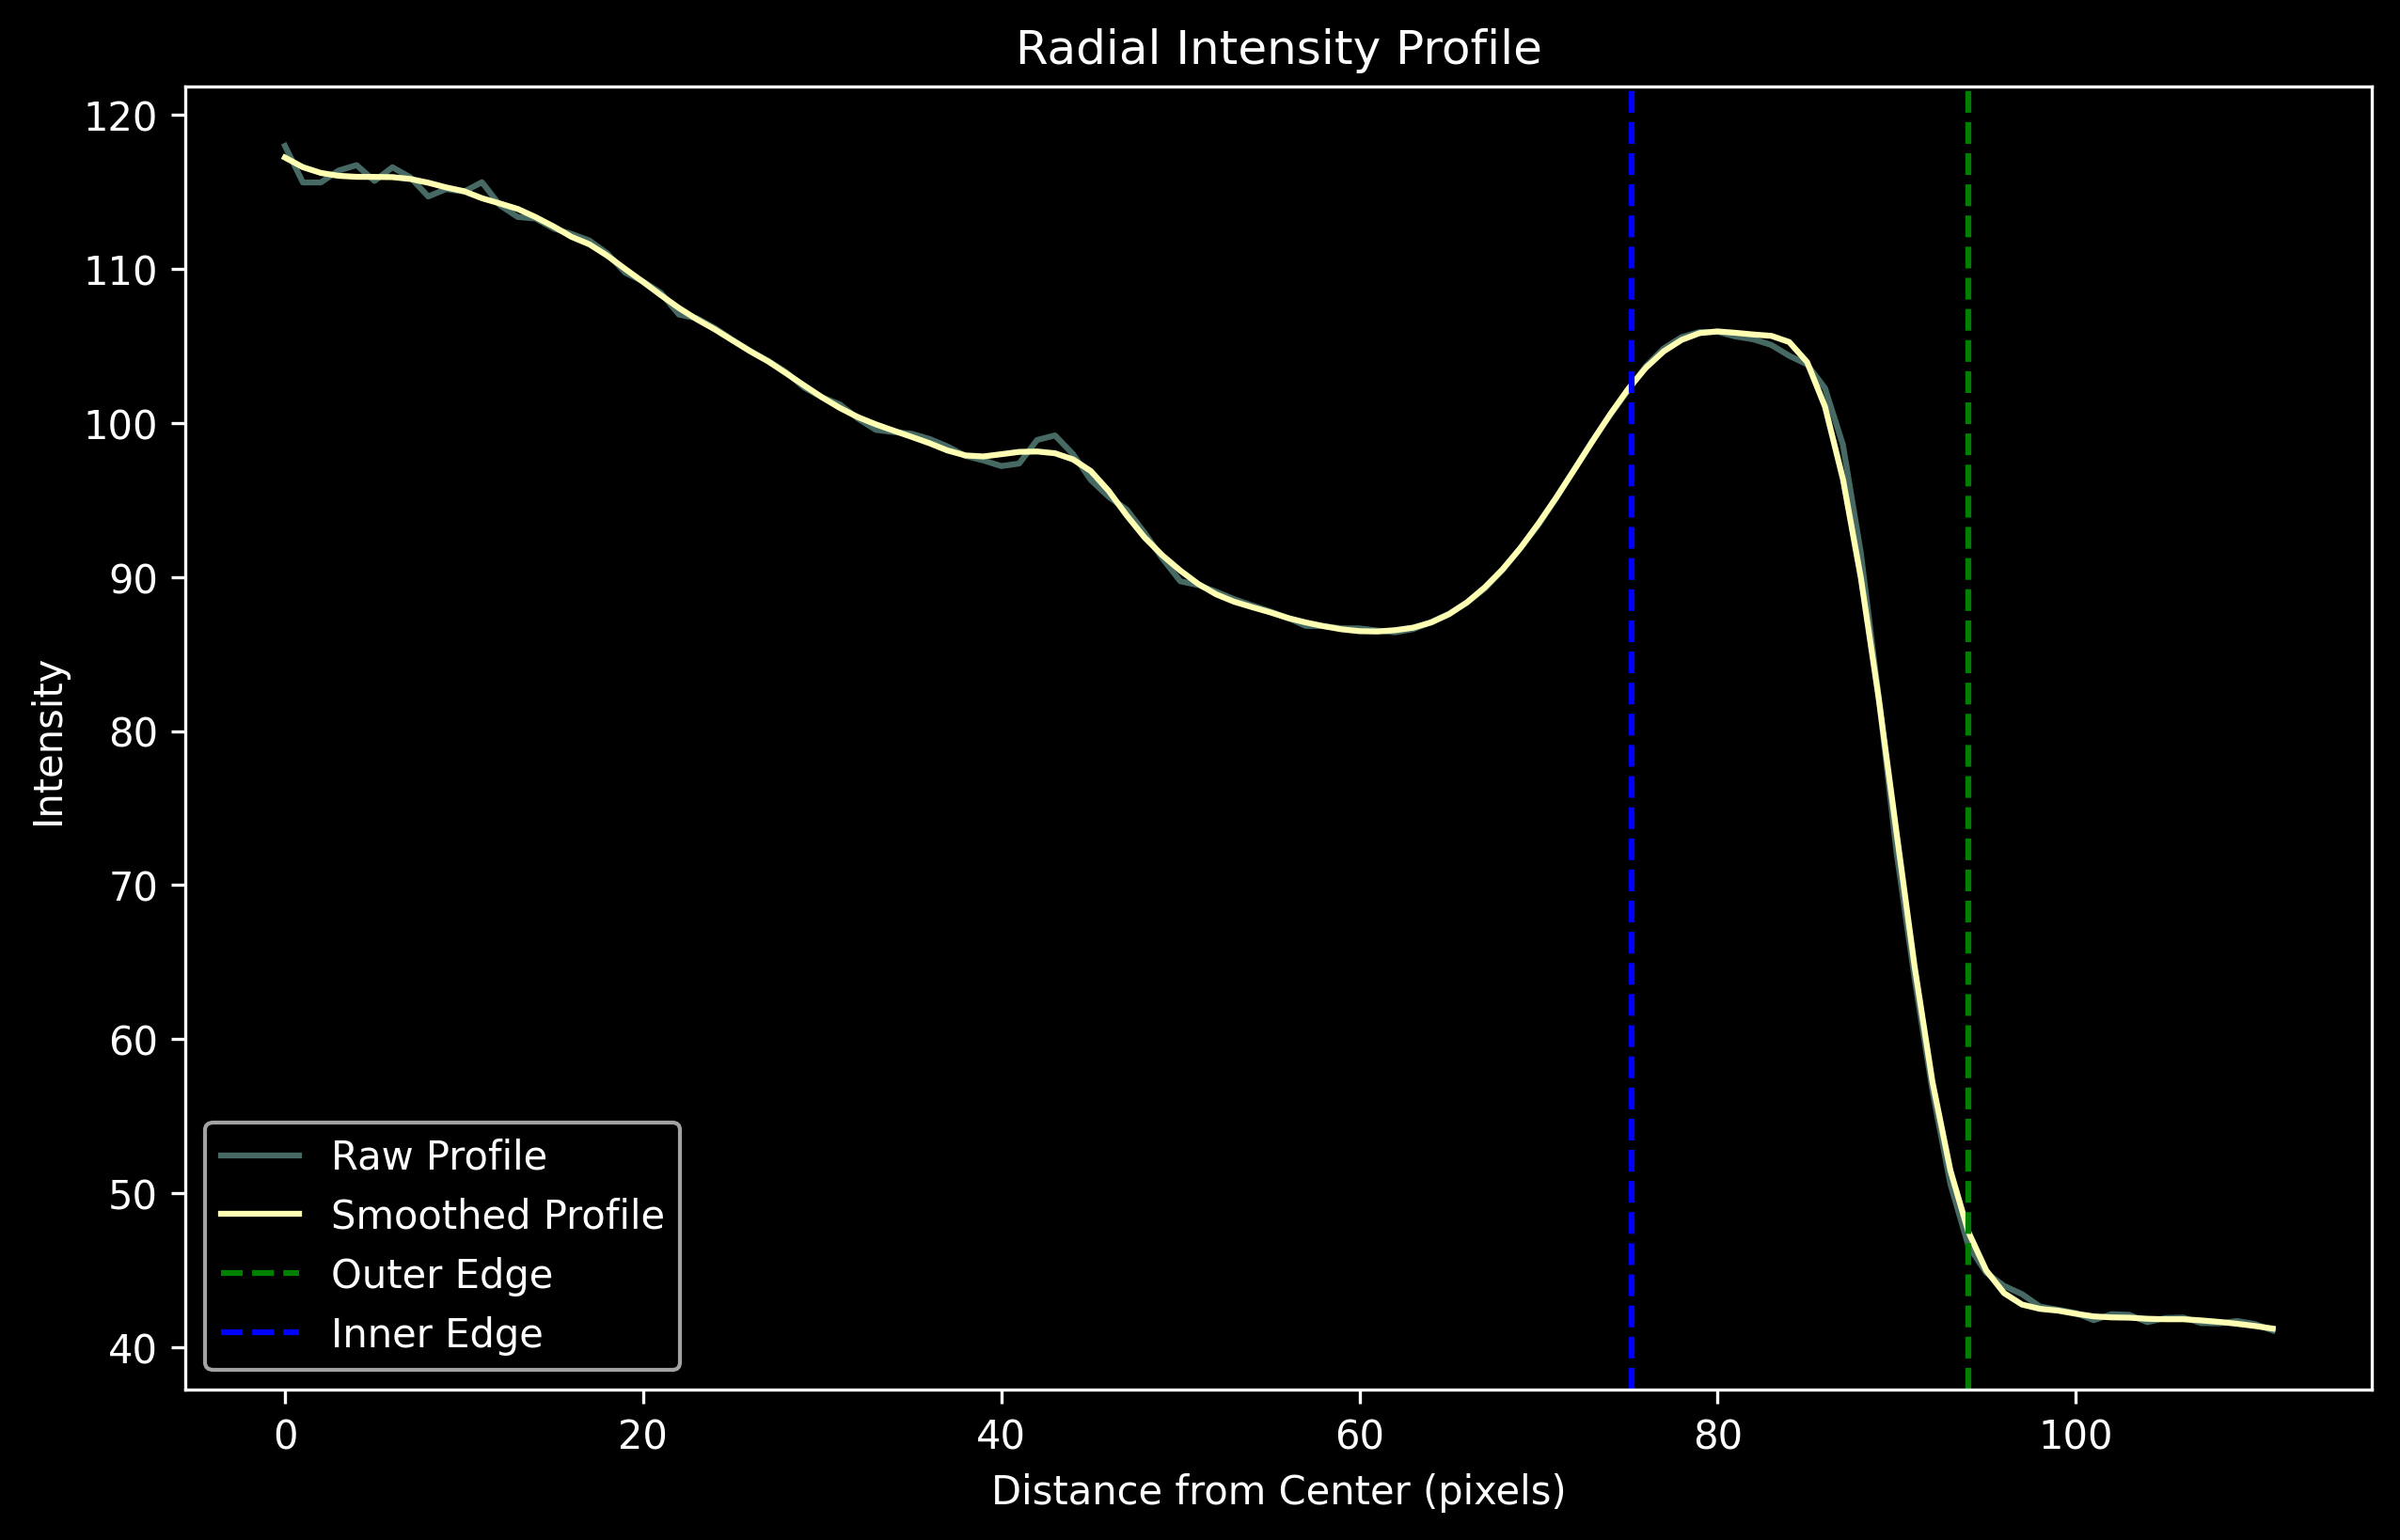 Radial Intensity Profile
120
110
100
90
80
70
60
50
40
Intensity
Raw Profile
Smoothed Profile
Outer Edge
Inner Edge
0 20 40 60 80 100
Distance from Center (pixels)